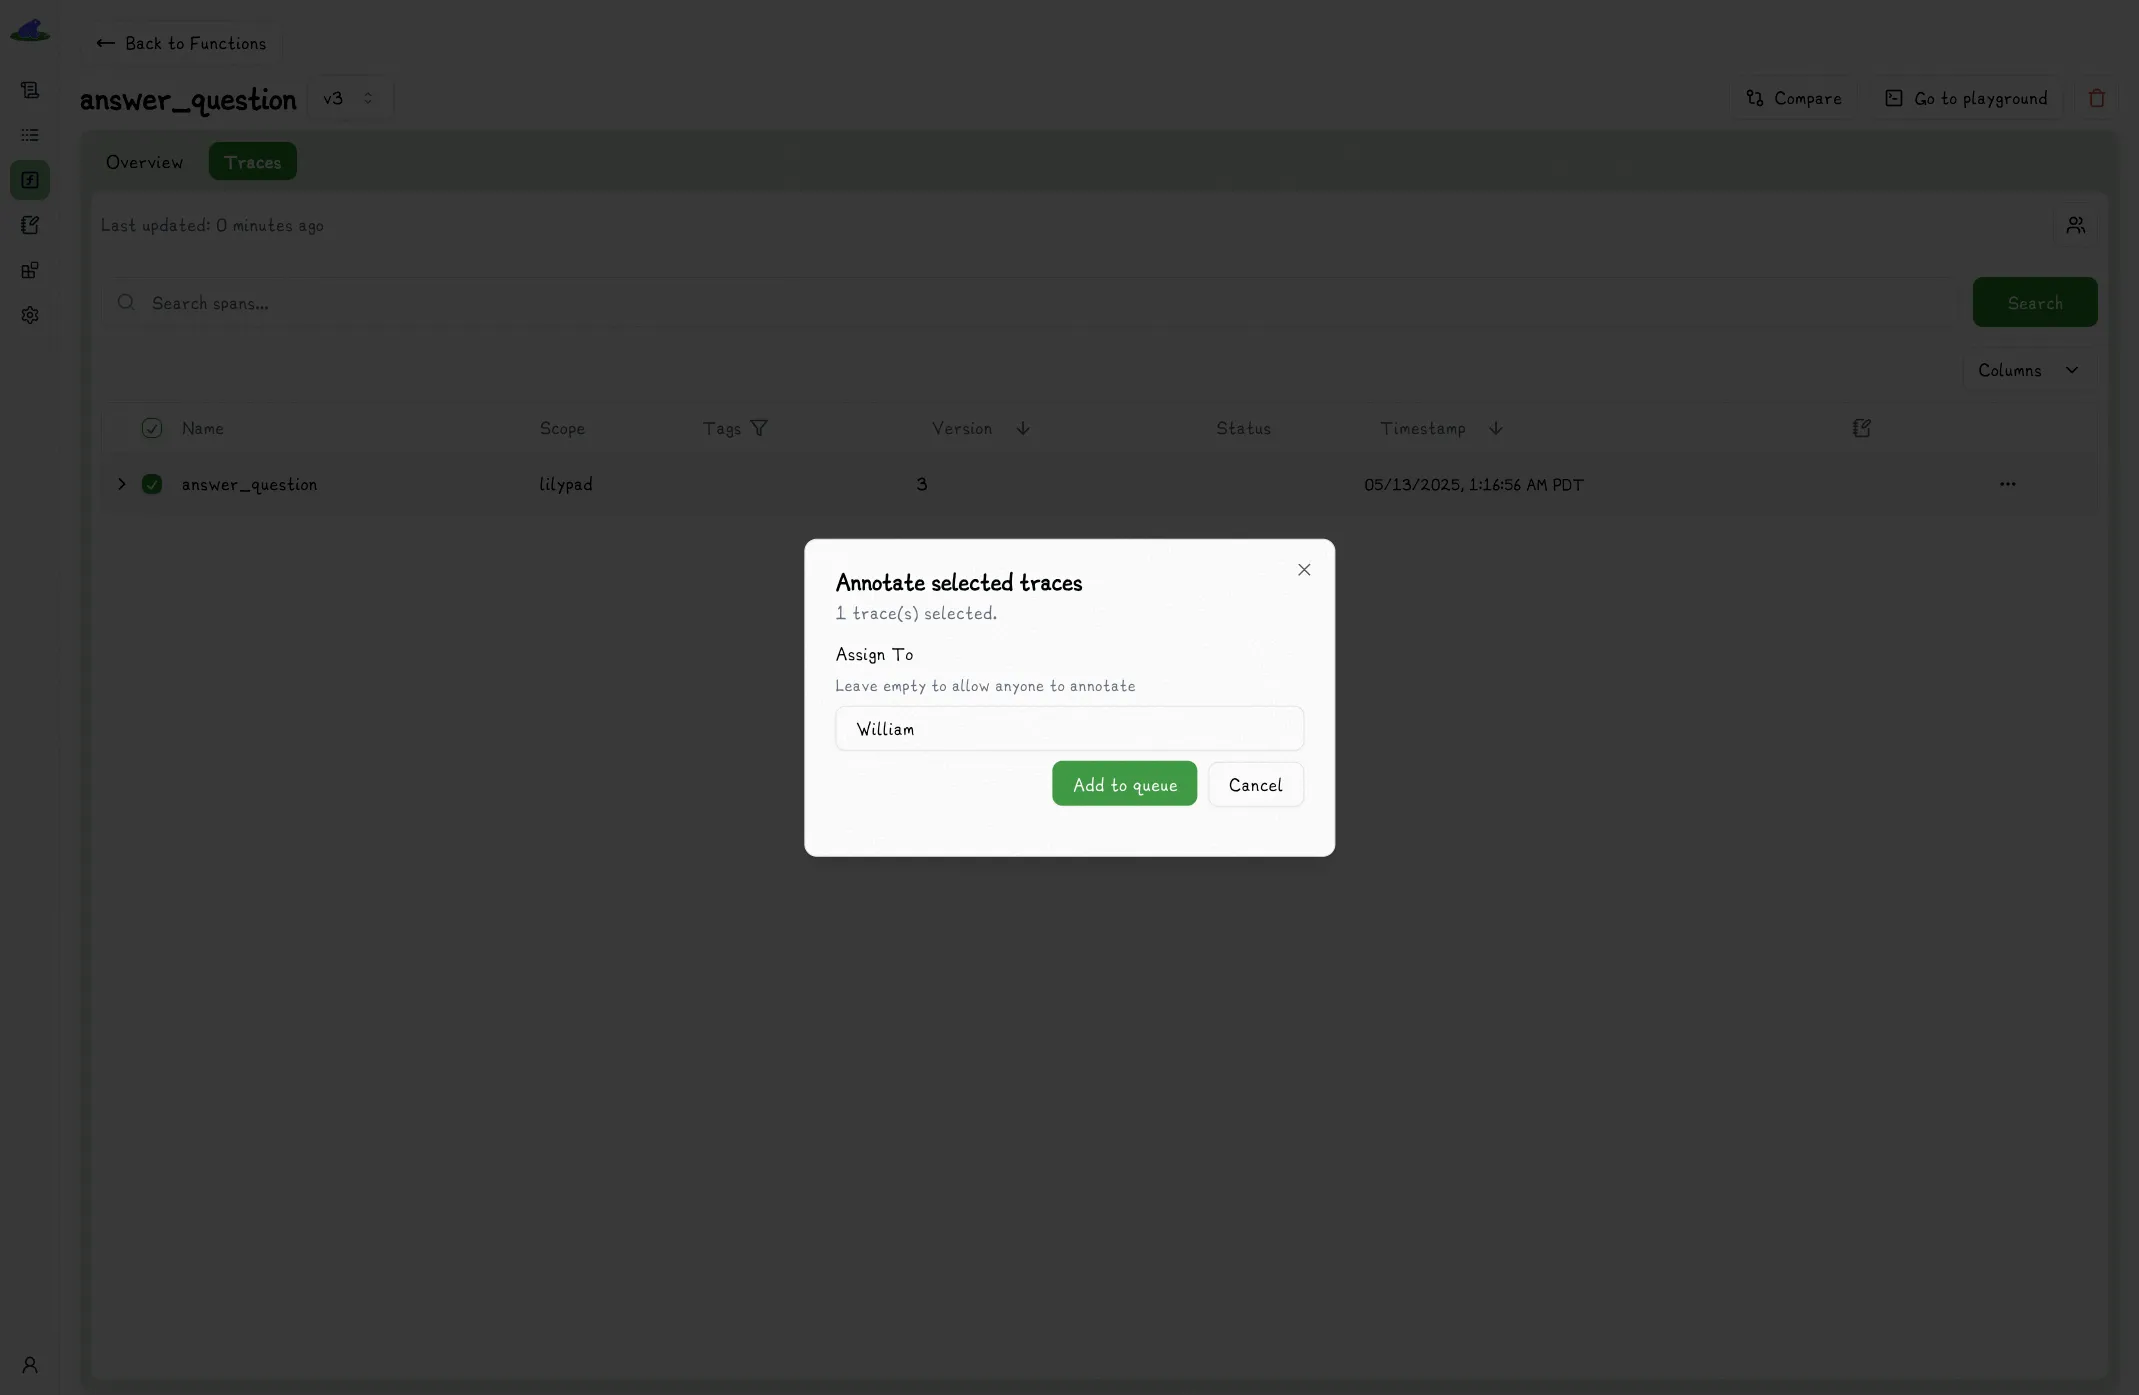 Back to Functions
answer_question v3 Compare Go to playground
Overview Traces
Last updated: 0 minutes ago
Search spans... Search
Columns
Name Scope Tags Version Status Timestamp
answer_question lilypad 3 05/13/2025, 1:16:56 AM PDT
Annotate selected traces
1 trace(s) selected.
Assign To
Leave empty to allow anyone to annotate
William
Add to queue Cancel